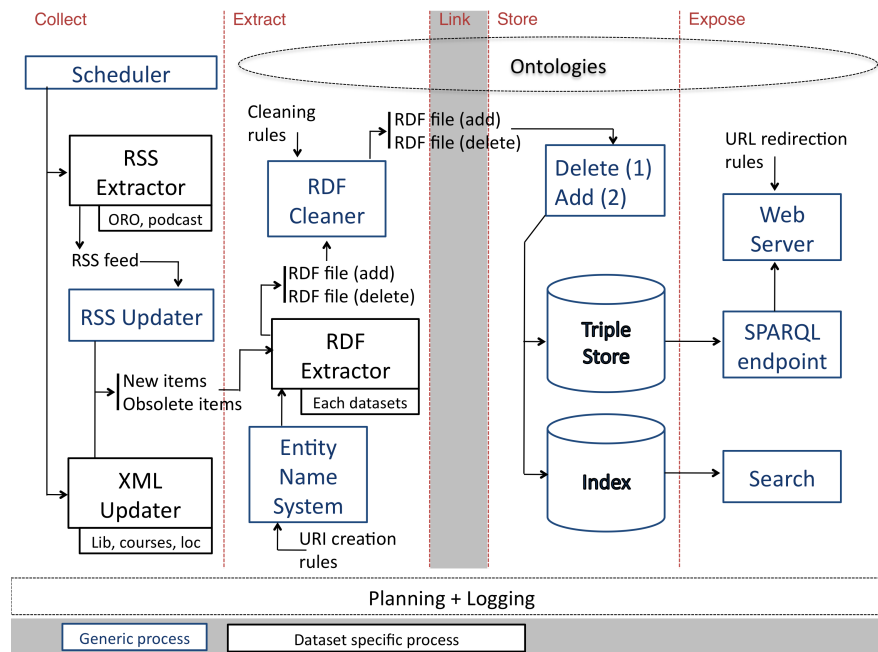 Collect
Extract
Link
Store
Expose
Scheduler
Ontologies
Cleaning
rules
RDF file (add)
RDF file (delete)
URL redirection
rules
RSS
Extractor
ORO, podcast
RDF
Cleaner
Delete (1)
Add (2)
Web
Server
RSS feed
RDF file (add)
RDF file (delete)
RSS Updater
RDF
Extractor
Each datasets
Triple
Store
SPARQL
endpoint
New items
Obsolete items
Entity
Name
System
XML
Updater
Lib, courses, loc
Index
Search
URI creation
rules
Planning + Logging
Generic process
Dataset specific process